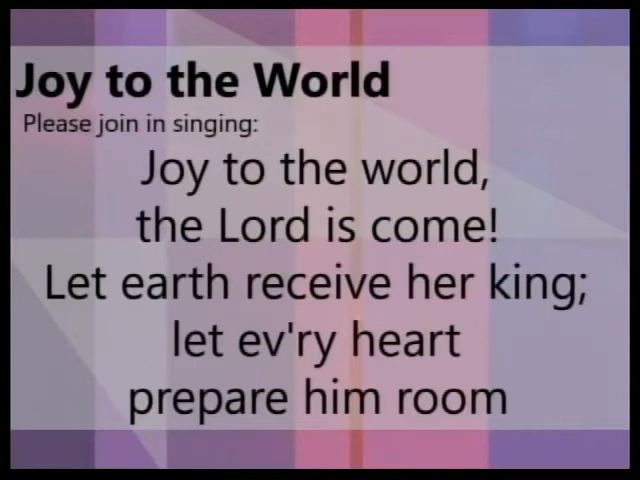 Joy to the World
Please join in singing:
Joy to the world,
the Lord is come!
Let earth receive her king;
let ev'ry heart
prepare him room